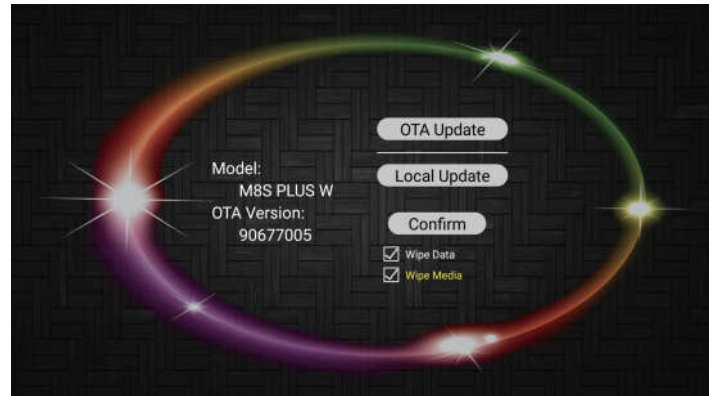 Model:
M8S PLUS W
OTA Version:
90677005
OTA Update
Local Update
Confirm
Wipe Data
Wipe Media